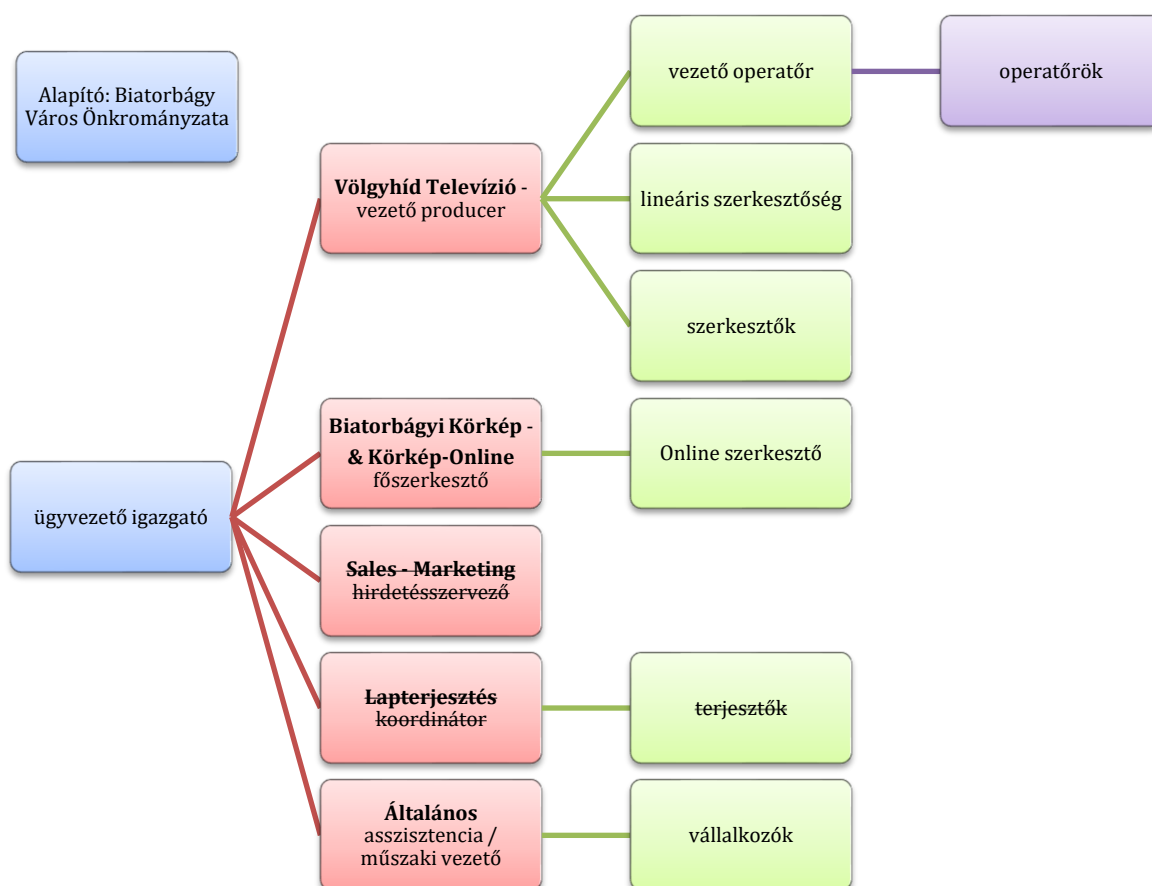 Alapító: Biatorbágy
Város Önkrományzata
ügyvezető igazgató
Völgyhíd Televízió -
vezető producer
vezető operatőr
operatőrök
lineáris szerkesztőség
szerkesztők
Biatorbágyi Körkép -
& Körkép-Online
főszerkesztő
Online szerkesztő
Sales - Marketing
hirdetésszervező
Lapterjesztés
koordinátor
terjesztők
Általános
asszisztencia /
műszaki vezető
vállalkozók